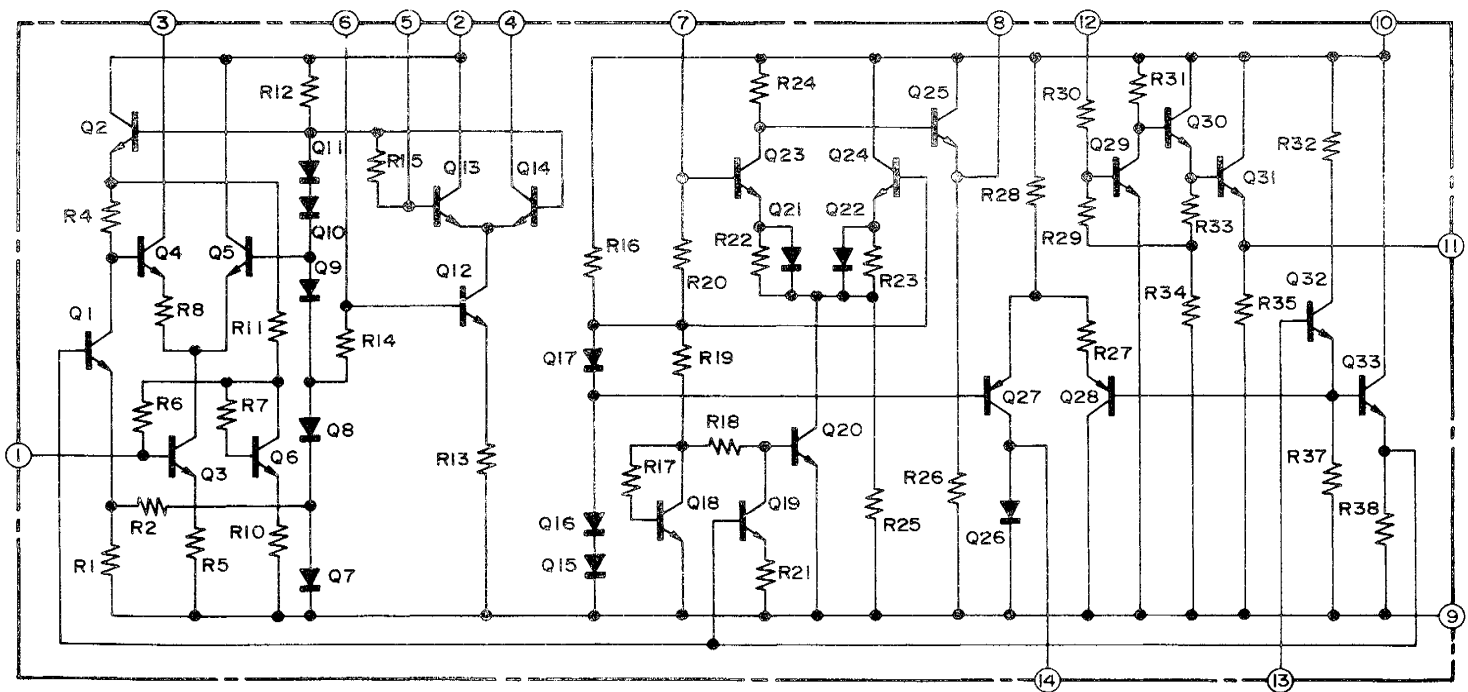 3 6 5 2 4 7 8 12 10
R12 R24 Q25 R30 R31 Q30
Q2 Q11 R15 Q13 Q14 Q23 Q24 Q29 R32
R4 Q10 Q21 Q22 R28 Q31
Q4 Q5 Q9 R16 R22 R23 R29 R33 11
R8 Q12 R20 R34 R35 Q32
Q1 R11 R14 Q17 R19 R27 Q33
R6 R7 Q8 Q27 Q28
1 Q3 Q6 R13 R18 Q20 R37
R17 Q18 Q19 R26 R38
R2 R10 Q16 R25 Q26
R1 R5 Q7 Q15 R21
9
14 13